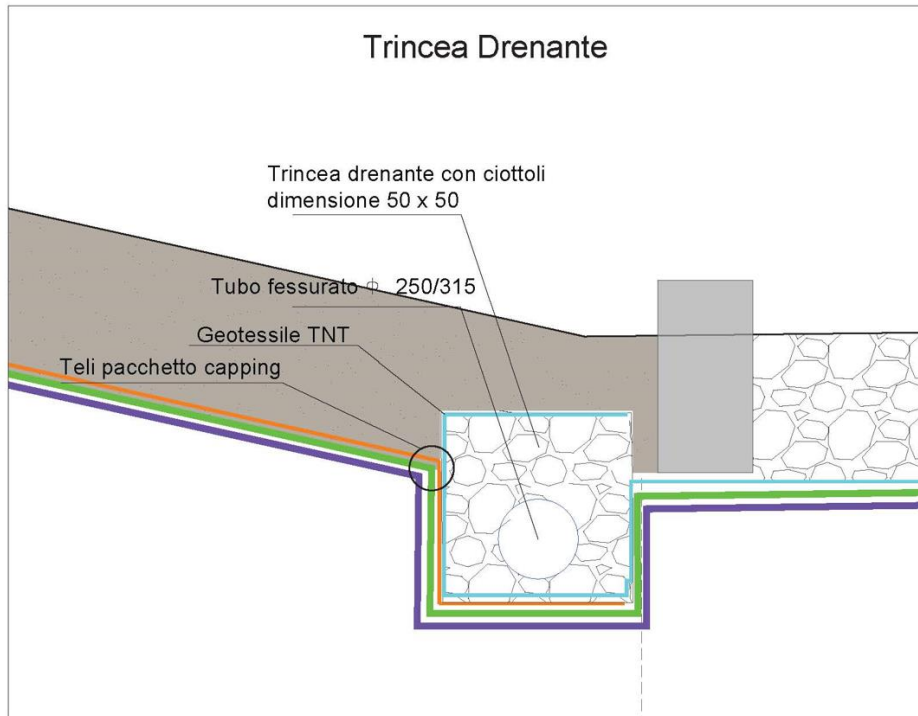 Trincea Drenante
Trincea drenante con ciottoli
dimensione 50 x 50
Tubo fessurato ϕ 250/315
Geotessile TNT
Teli pacchetto capping